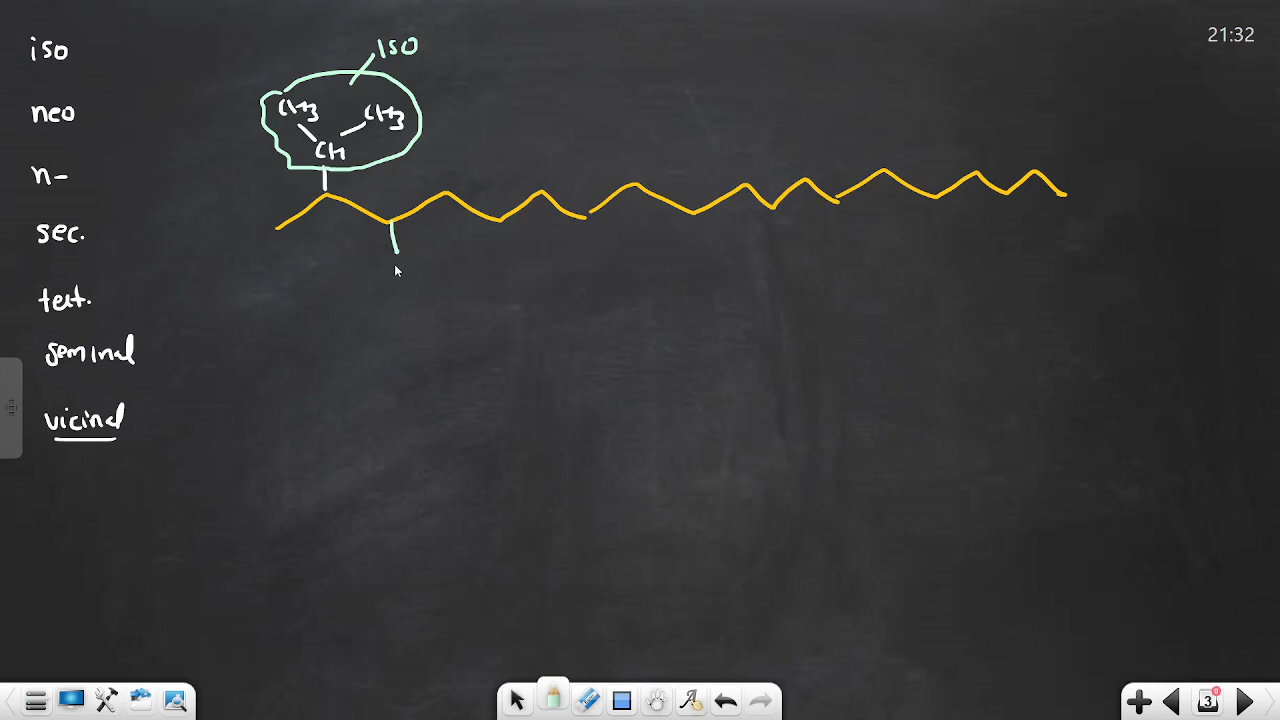 21:32
iso
ISO
neo
CH3
CH3
CH
n-
sec.
tert.
geminal
vicinal
3